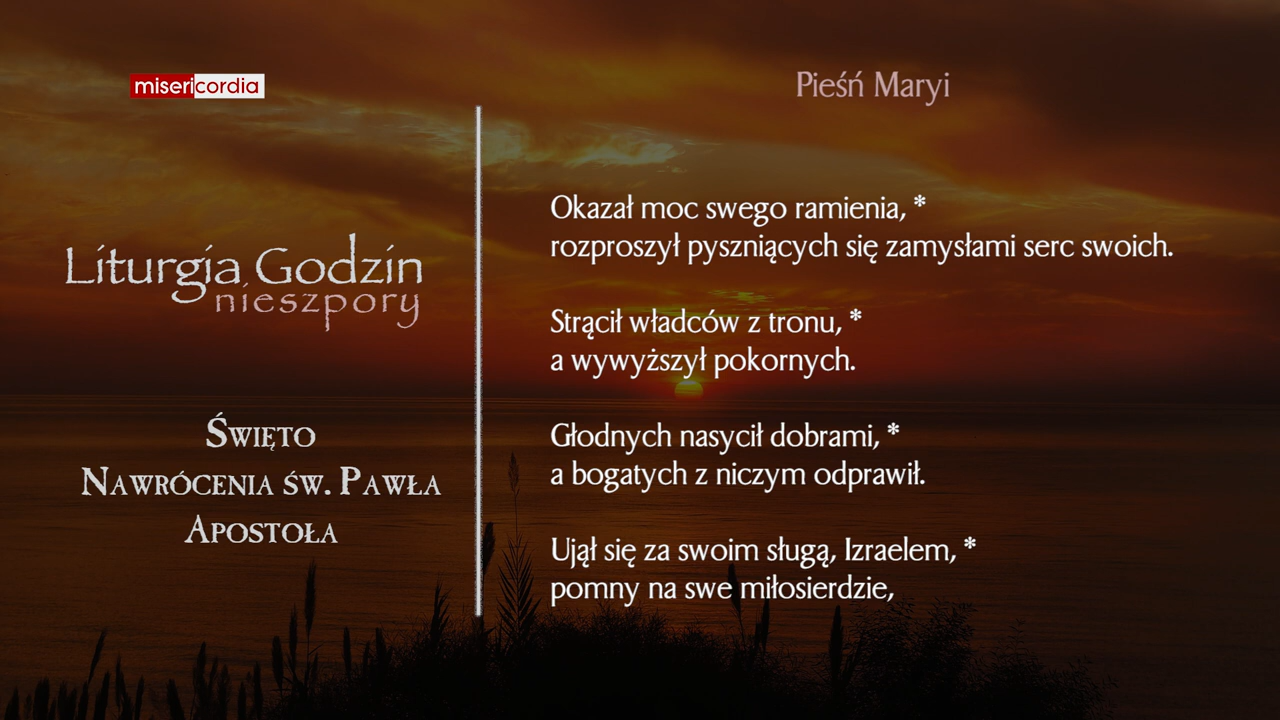 misericordia
Liturgia Godzin
nieszpory
Święto
Nawrócenia św. Pawła
Apostoła
Pieśń Maryi
Okazał moc swego ramienia, *
rozproszył pyszniących się zamysłami serc swoich.
Strącił władców z tronu, *
a wywyższył pokornych.
Głodnych nasycił dobrami, *
a bogatych z niczym odprawił.
Ujął się za swoim sługą, Izraelem, *
pomny na swe miłosierdzie,